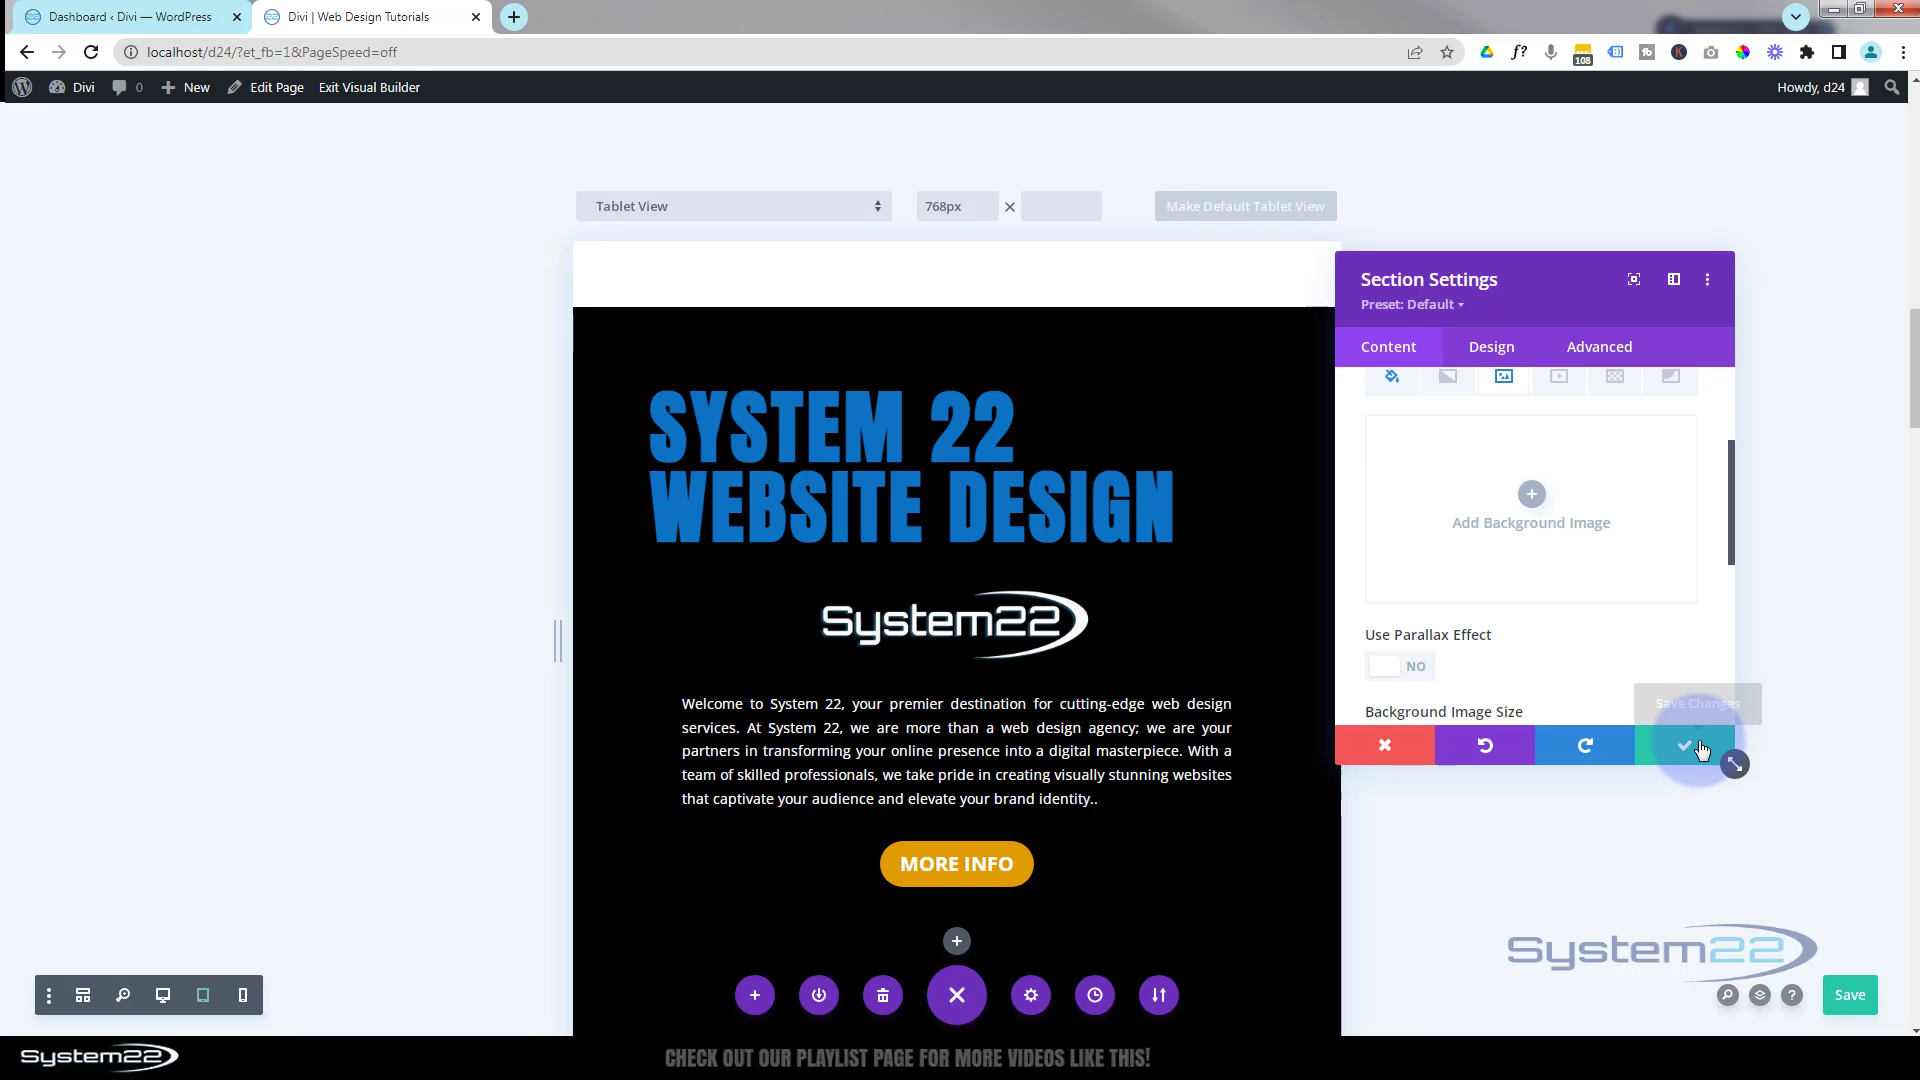 Dashboard ‹ Divi — WordPress
Divi | Web Design Tutorials
localhost/d24/?et_fb=1&PageSpeed=off
f?
108
tb
K
Divi
0
New
Edit Page
Exit Visual Builder
Howdy, d24
Tablet View
768px
Make Default Tablet View
Section Settings
Preset: Default
Content
Design
Advanced
Add Background Image
Use Parallax Effect
NO
Background Image Size
Save Changes
SYSTEM 22
WEBSITE DESIGN
System22
Welcome to System 22, your premier destination for cutting-edge web design
services. At System 22, we are more than a web design agency; we are your
partners in transforming your online presence into a digital masterpiece. With a
team of skilled professionals, we take pride in creating visually stunning websites
that captivate your audience and elevate your brand identity..
MORE INFO
System22
?
Save
System22
CHECK OUT OUR PLAYLIST PAGE FOR MORE VIDEOS LIKE THIS!